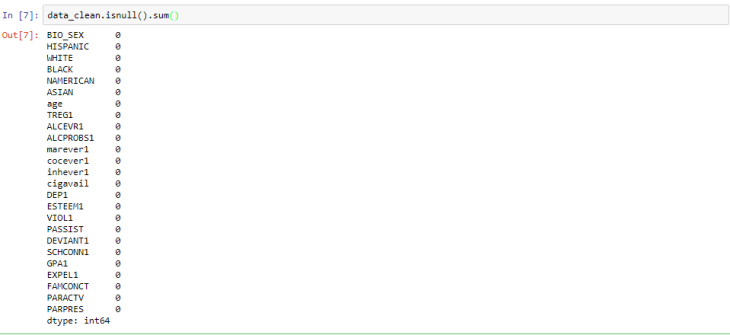 In [7]: data_clean.isnull().sum()
Out[7]: BIO_SEX 0
HISPANIC 0
WHITE 0
BLACK 0
NAMERICAN 0
ASIAN 0
age 0
TREG1 0
ALCEVR1 0
ALCPROBS1 0
marever1 0
cocever1 0
inhever1 0
cigavail 0
DEP1 0
ESTEEM1 0
VIOL1 0
PASSIST 0
DEVIANT1 0
SCHCONN1 0
GPA1 0
EXPEL1 0
FAMCONCT 0
PARACTV 0
PARPRES 0
dtype: int64